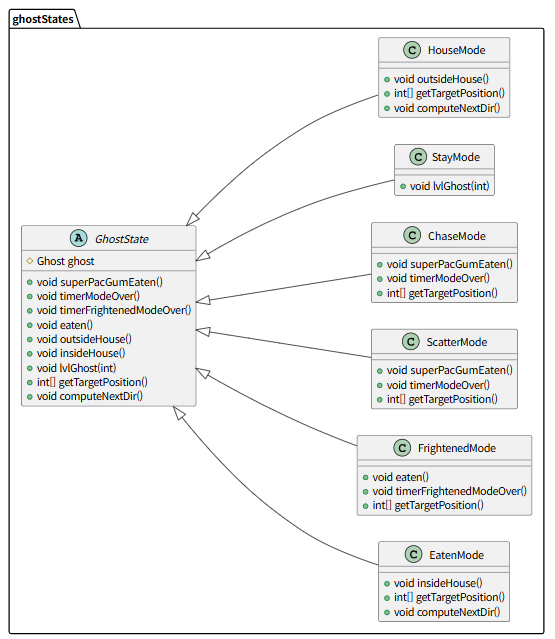 ghostStates
C HouseMode
void outsideHouse()
int[] getTargetPosition()
void computeNextDir()
C StayMode
void lvlGhost(int)
A GhostState
Ghost ghost
void superPacGumEaten()
void timerModeOver()
void timerFrightenedModeOver()
void eaten()
void outsideHouse()
void insideHouse()
void lvlGhost(int)
int[] getTargetPosition()
void computeNextDir()
C ChaseMode
void superPacGumEaten()
void timerModeOver()
int[] getTargetPosition()
C ScatterMode
void superPacGumEaten()
void timerModeOver()
int[] getTargetPosition()
C FrightenedMode
void eaten()
void timerFrightenedModeOver()
int[] getTargetPosition()
C EatenMode
void insideHouse()
int[] getTargetPosition()
void computeNextDir()